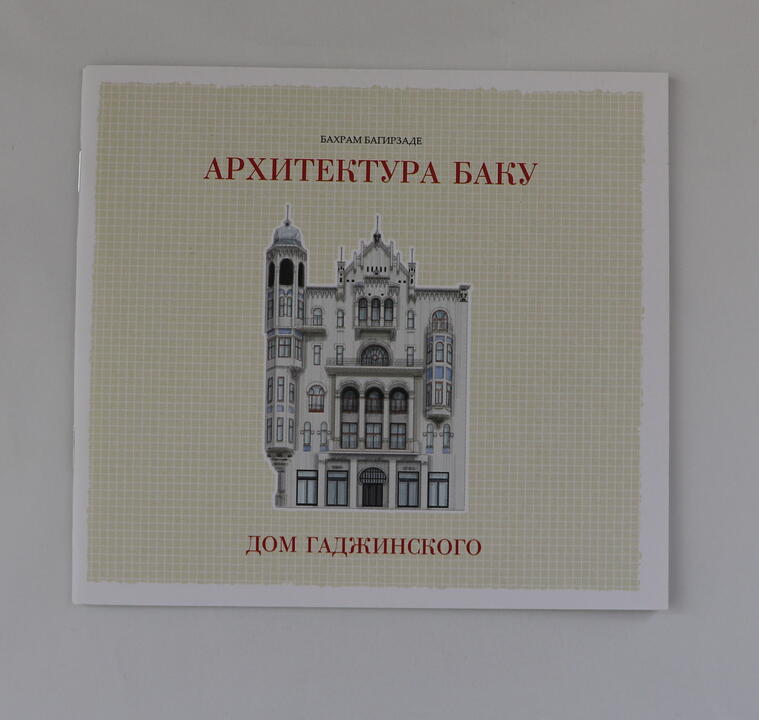 БАХРАМ БАГИРЗАДЕ
АРХИТЕКТУРА БАКУ
ДОМ ГАДЖИНСКОГО